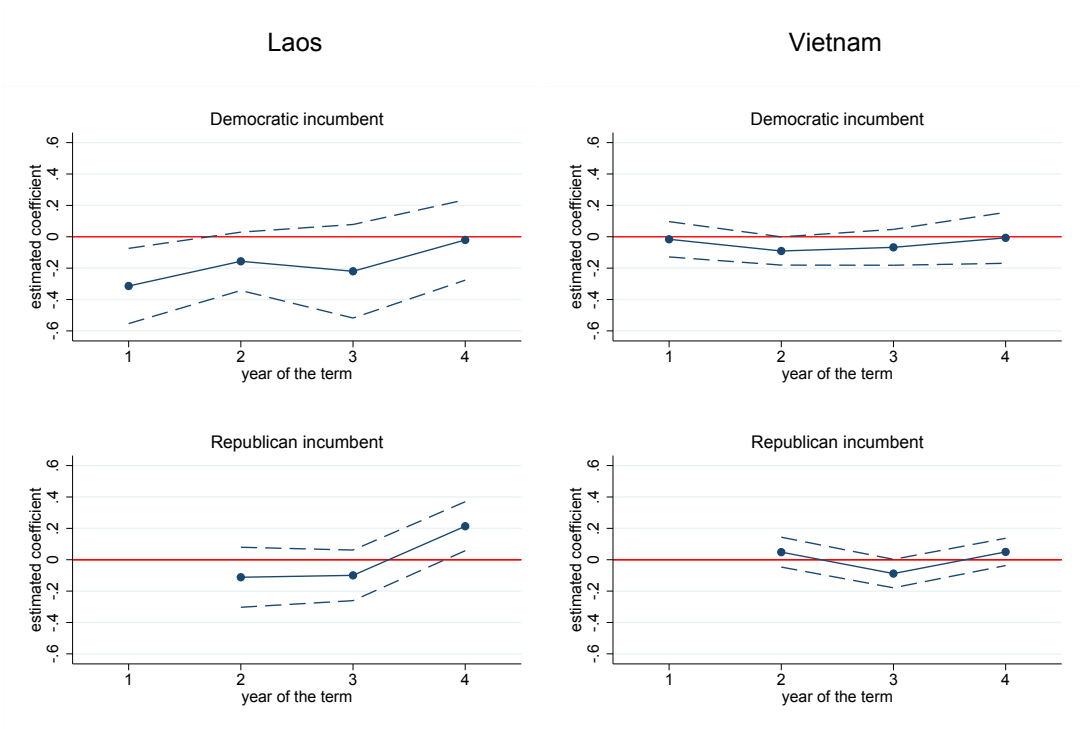 Laos
Vietnam
Democratic incumbent
estimated coefficient
.6
.4
.2
0
-.2
-.4
-.6
1 2 3 4
year of the term
Democratic incumbent
estimated coefficient
.6
.4
.2
0
-.2
-.4
-.6
1 2 3 4
year of the term
Republican incumbent
estimated coefficient
.6
.4
.2
0
-.2
-.4
-.6
1 2 3 4
year of the term
Republican incumbent
estimated coefficient
.6
.4
.2
0
-.2
-.4
-.6
1 2 3 4
year of the term